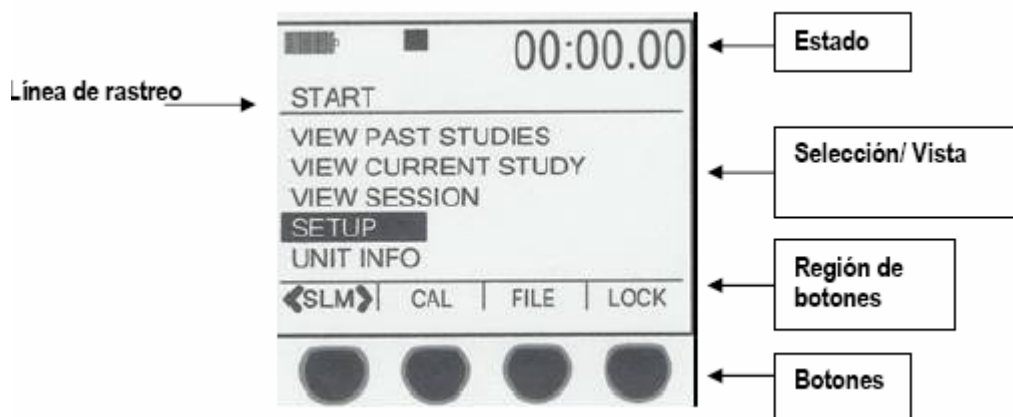 00:00.00
Estado
Línea de rastreo
START
VIEW PAST STUDIES
VIEW CURRENT STUDY
VIEW SESSION
SETUP
UNIT INFO
Selección/ Vista
SLM
CAL
FILE
LOCK
Región de
botones
Botones